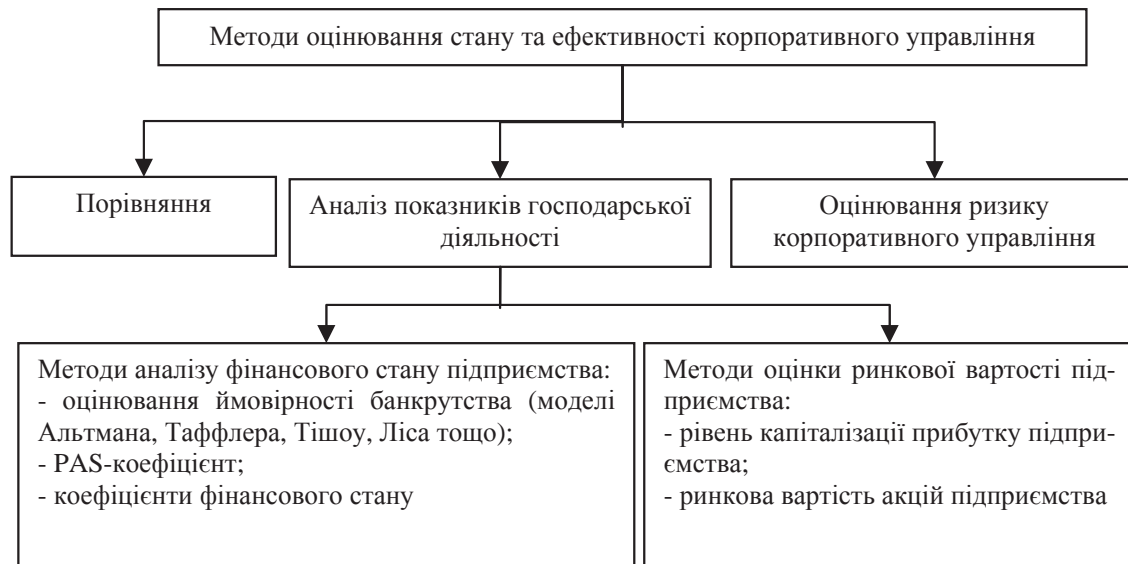 Методи оцінювання стану та ефективності корпоративного управління
Порівняння
Аналіз показників господарської
діяльності
Оцінювання ризику
корпоративного управління
Методи аналізу фінансового стану підприємства:
- оцінювання ймовірності банкрутства (моделі
Альтмана, Таффлера, Тішоу, Ліса тощо);
- PAS-коефіцієнт;
- коефіцієнти фінансового стану
Методи оцінки ринкової вартості під-
приємства:
- рівень капіталізації прибутку підпри-
ємства;
- ринкова вартість акцій підприємства